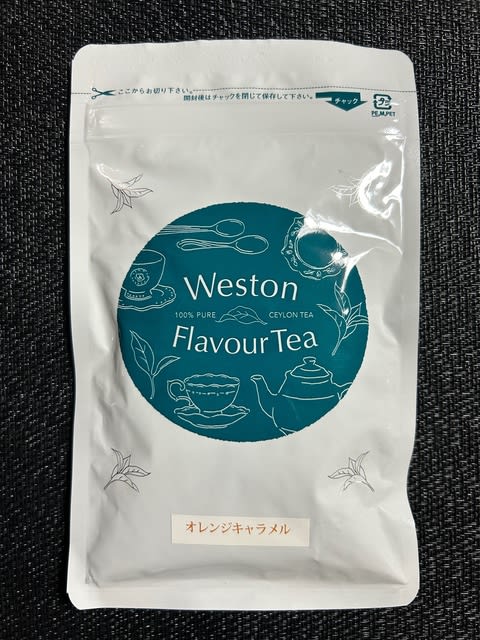 ここからお切り下さい。
開封後はチャックを閉じて保存して下さい。
チャック
プラ
PE,M,PET
Weston
100% PURE CEYLON TEA
Flavour Tea
オレンジキャラメル